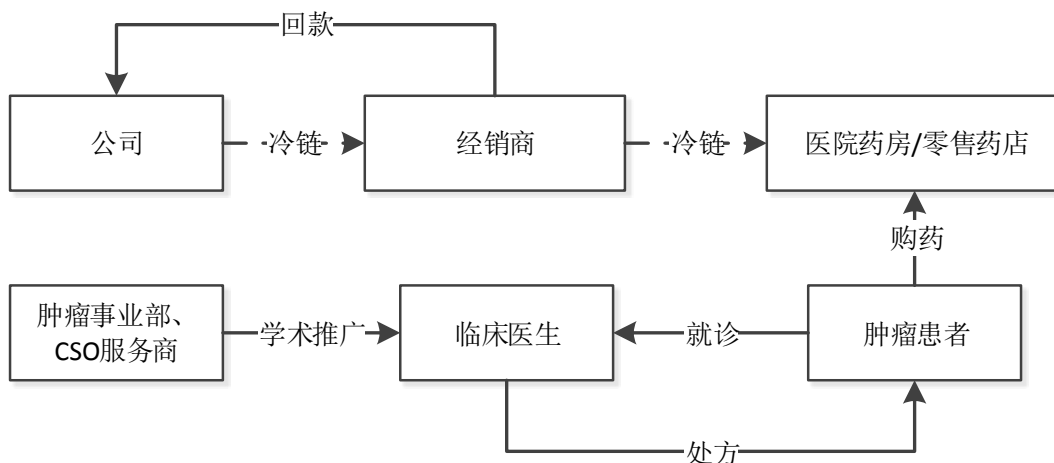 回款
公司
冷链
经销商
冷链
医院药房/零售药店
购药
肿瘤事业部、
CSO服务商
学术推广
临床医生
就诊
肿瘤患者
处方